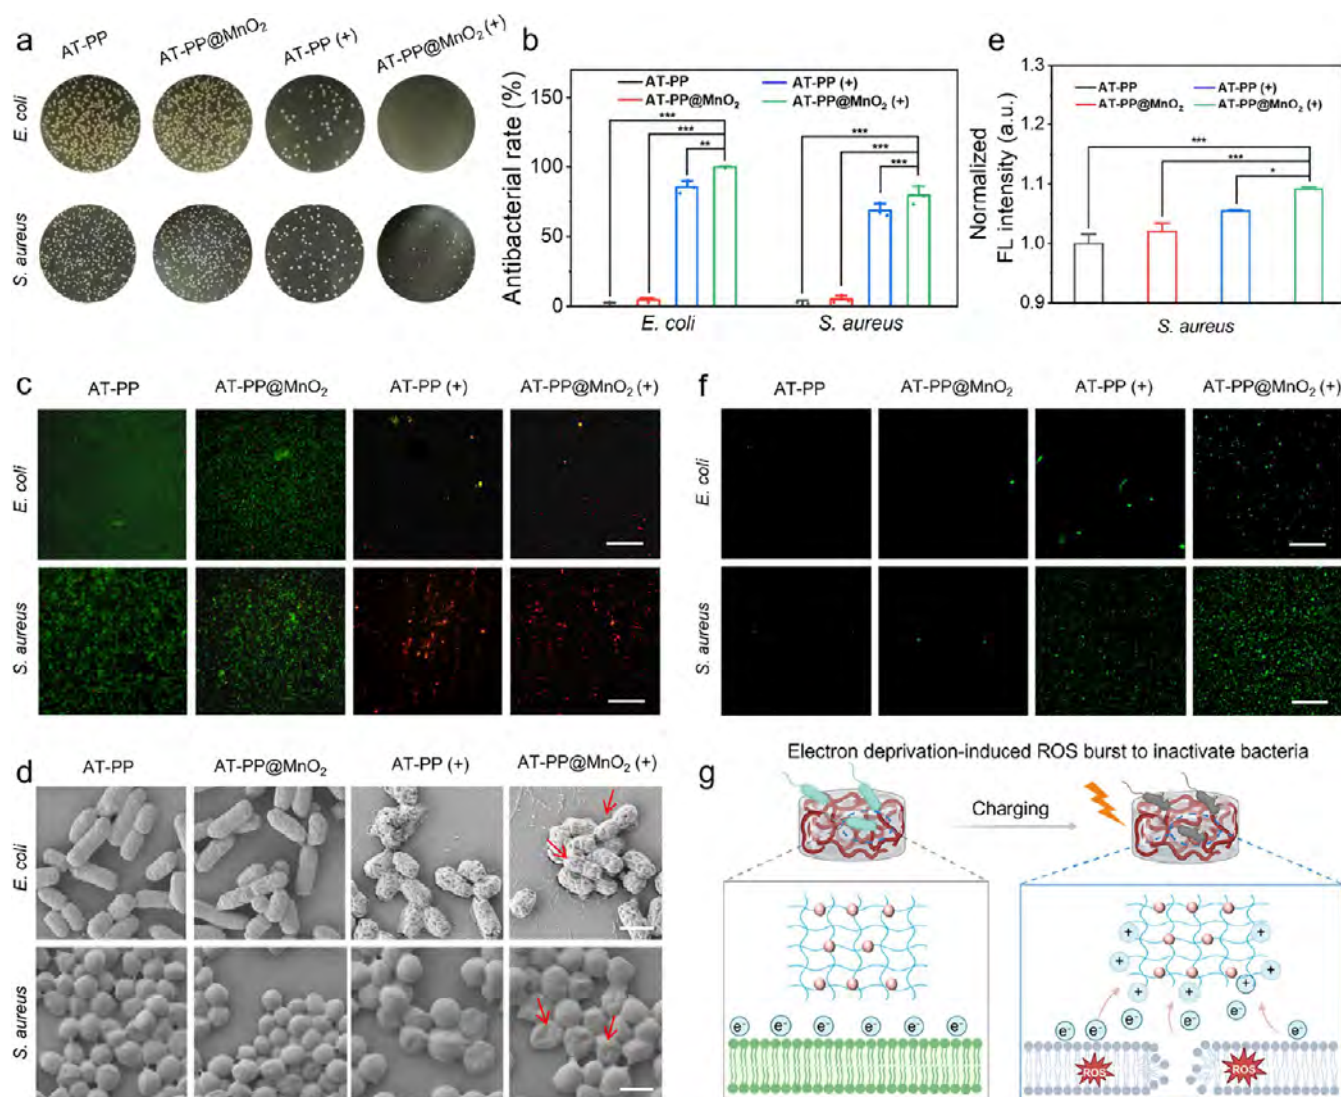 a
AT-PP
AT-PP@MnO₂
AT-PP (+)
AT-PP@MnO₂ (+)
E. coli
S. aureus
b
Antibacterial rate (%)
150
100
50
0
AT-PP
AT-PP@MnO₂
AT-PP (+)
AT-PP@MnO₂ (+)
***
***
**
***
***
***
E. coli
S. aureus
e
Normalized
FL intensity (a.u.)
1.3
1.2
1.1
1.0
0.9
AT-PP
AT-PP@MnO₂
AT-PP (+)
AT-PP@MnO₂ (+)
***
***
*
S. aureus
c
AT-PP
AT-PP@MnO₂
AT-PP (+)
AT-PP@MnO₂ (+)
E. coli
S. aureus
f
AT-PP
AT-PP@MnO₂
AT-PP (+)
AT-PP@MnO₂ (+)
E. coli
S. aureus
d
AT-PP
AT-PP@MnO₂
AT-PP (+)
AT-PP@MnO₂ (+)
E. coli
S. aureus
g
Electron deprivation-induced ROS burst to inactivate bacteria
Charging
e⁻ e⁻ e⁻ e⁻ e⁻ e⁻
+ + + + + +
e⁻ e⁻ e⁻ e⁻ e⁻ e⁻
ROS
ROS